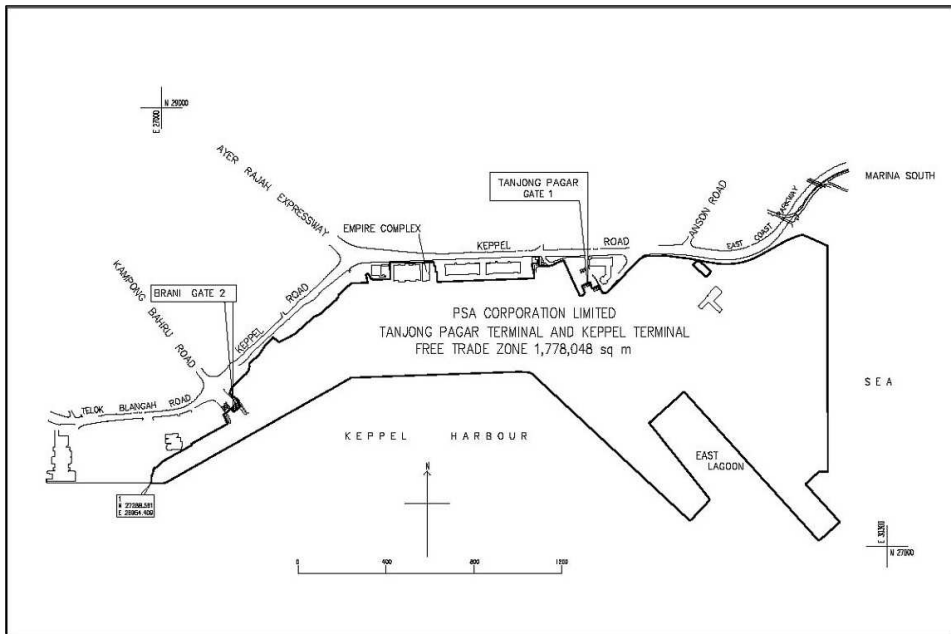 N 29000
E 27000
AYER RAJAH EXPRESSWAY
TANJONG PAGAR
GATE 1
ANSON ROAD
MARINA SOUTH
EAST COAST PARKWAY
EMPIRE COMPLEX
KEPPEL ROAD
KAMPONG BAHRU ROAD
BRANI GATE 2
KEPPEL ROAD
PSA CORPORATION LIMITED
TANJONG PAGAR TERMINAL AND KEPPEL TERMINAL
FREE TRADE ZONE 1,778,048 sq m
SEA
TELOK BLANGAH ROAD
KEPPEL HARBOUR
EAST
LAGOON
N
1
0 400 800 1200